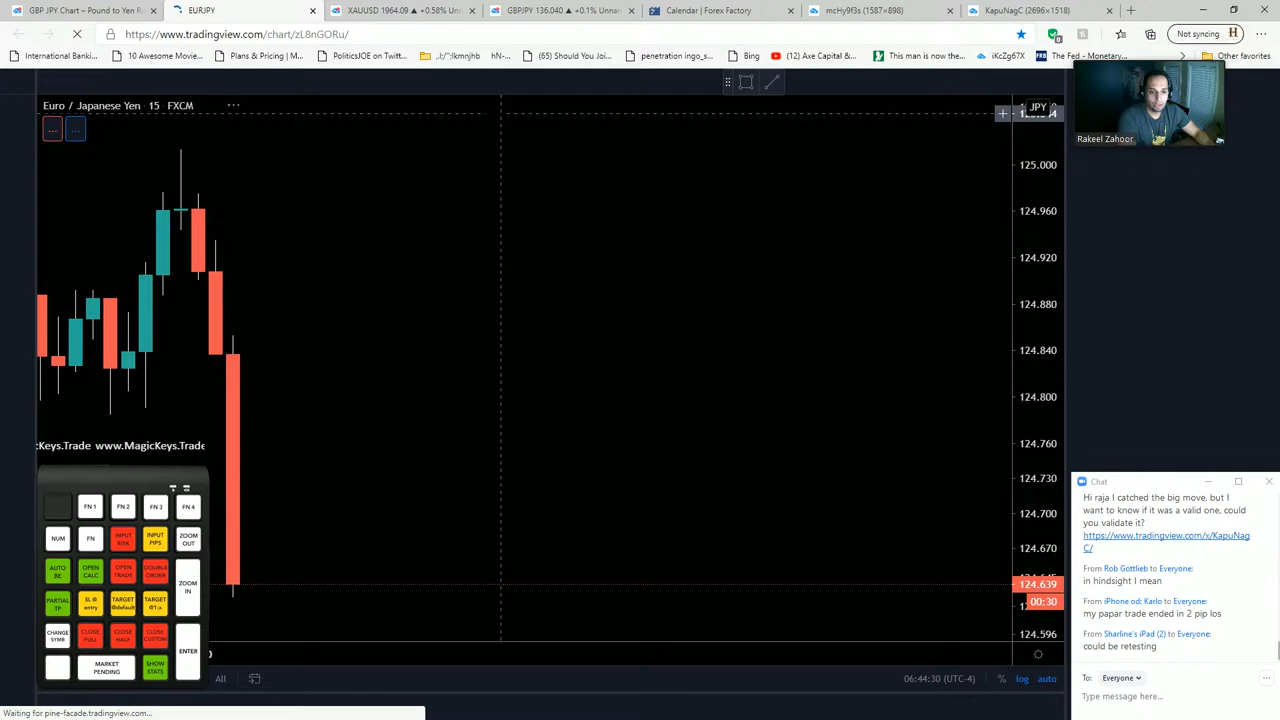 GBP JPY Chart – Pound to Yen R
EURJPY
XAUUSD 1964.09 ▲ +0.58% Un
GBPJPY 136.040 ▲ +0.1% Unnar
Calendar | Forex Factory
mcHy9f3s (1587×898)
KapuNagC (2696×1518)
https://www.tradingview.com/chart/zL8nGORu/
Not syncing
International Banki...
10 Awesome Movie...
Plans & Pricing | M...
PoliticsJOE on Twitt...
,.b:/';lkmnjb hN-...
(65) Should You Joi...
penetration ingo_s...
Bing
(12) Axe Capital &...
This man is now the...
iKcZg67X
The Fed - Monetary...
Other favorites
Euro / Japanese Yen · 15 · FXCM
JPY
125.000
124.960
124.920
124.880
124.840
124.800
124.760
124.730
124.700
124.670
124.639
00:30
124.596
Rakeel Zahoor
cKeys.Trade www.MagicKeys.Trade
FN 1
FN 2
FN 3
FN 4
NUM
FN
INPUT RISK
INPUT PIPS
ZOOM OUT
AUTO BE
OPEN CALC
OPEN TRADE
DOUBLE ORDER
ZOOM IN
PARTIAL TP
SL @ entry
TARGET @default
TARGET @1:x
CHANGE SYMB
CLOSE FULL
CLOSE HALF
CLOSE CUSTOM
ENTER
MARKET PENDING
SHOW STATS
All
06:44:30 (UTC-4)
%
log
auto
Waiting for pine-facade.tradingview.com...
Chat
Hi raja I catched the big move, but I
want to know if it was a valid one, could
you validate it?
https://www.tradingview.com/x/KapuNag
C/
From Rob Gottlieb to Everyone:
in hindsight I mean
From iPhone od: Karlo to Everyone:
my papar trade ended in 2 pip los
From Sharline's iPad (2) to Everyone:
could be retesting
To: Everyone
Type message here...